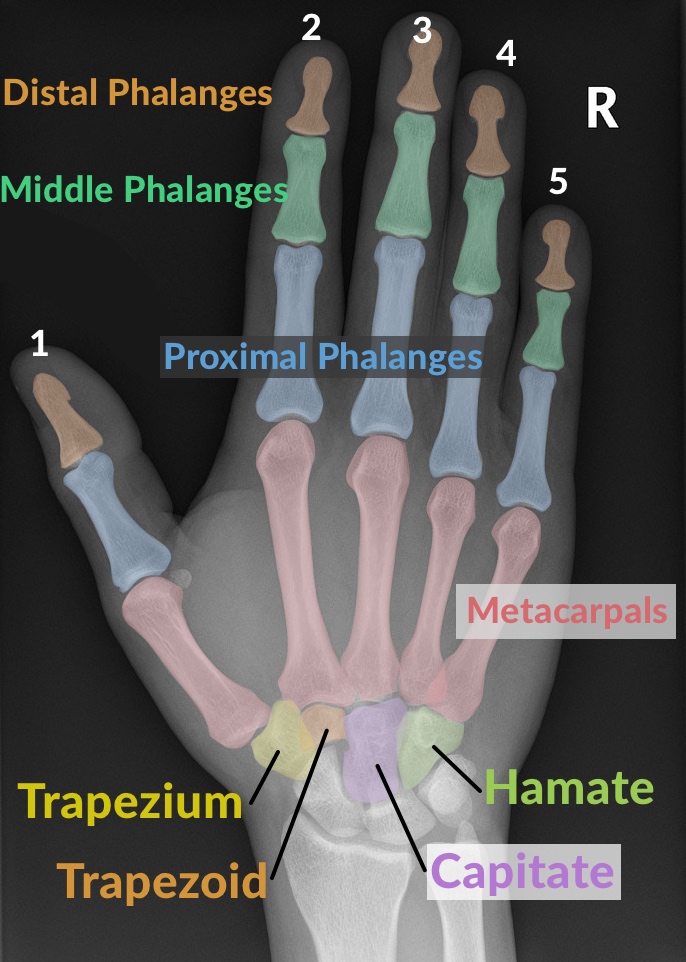 2
3
4
Distal Phalanges
R
Middle Phalanges
5
1
Proximal Phalanges
Metacarpals
Trapezium
Hamate
Trapezoid
Capitate